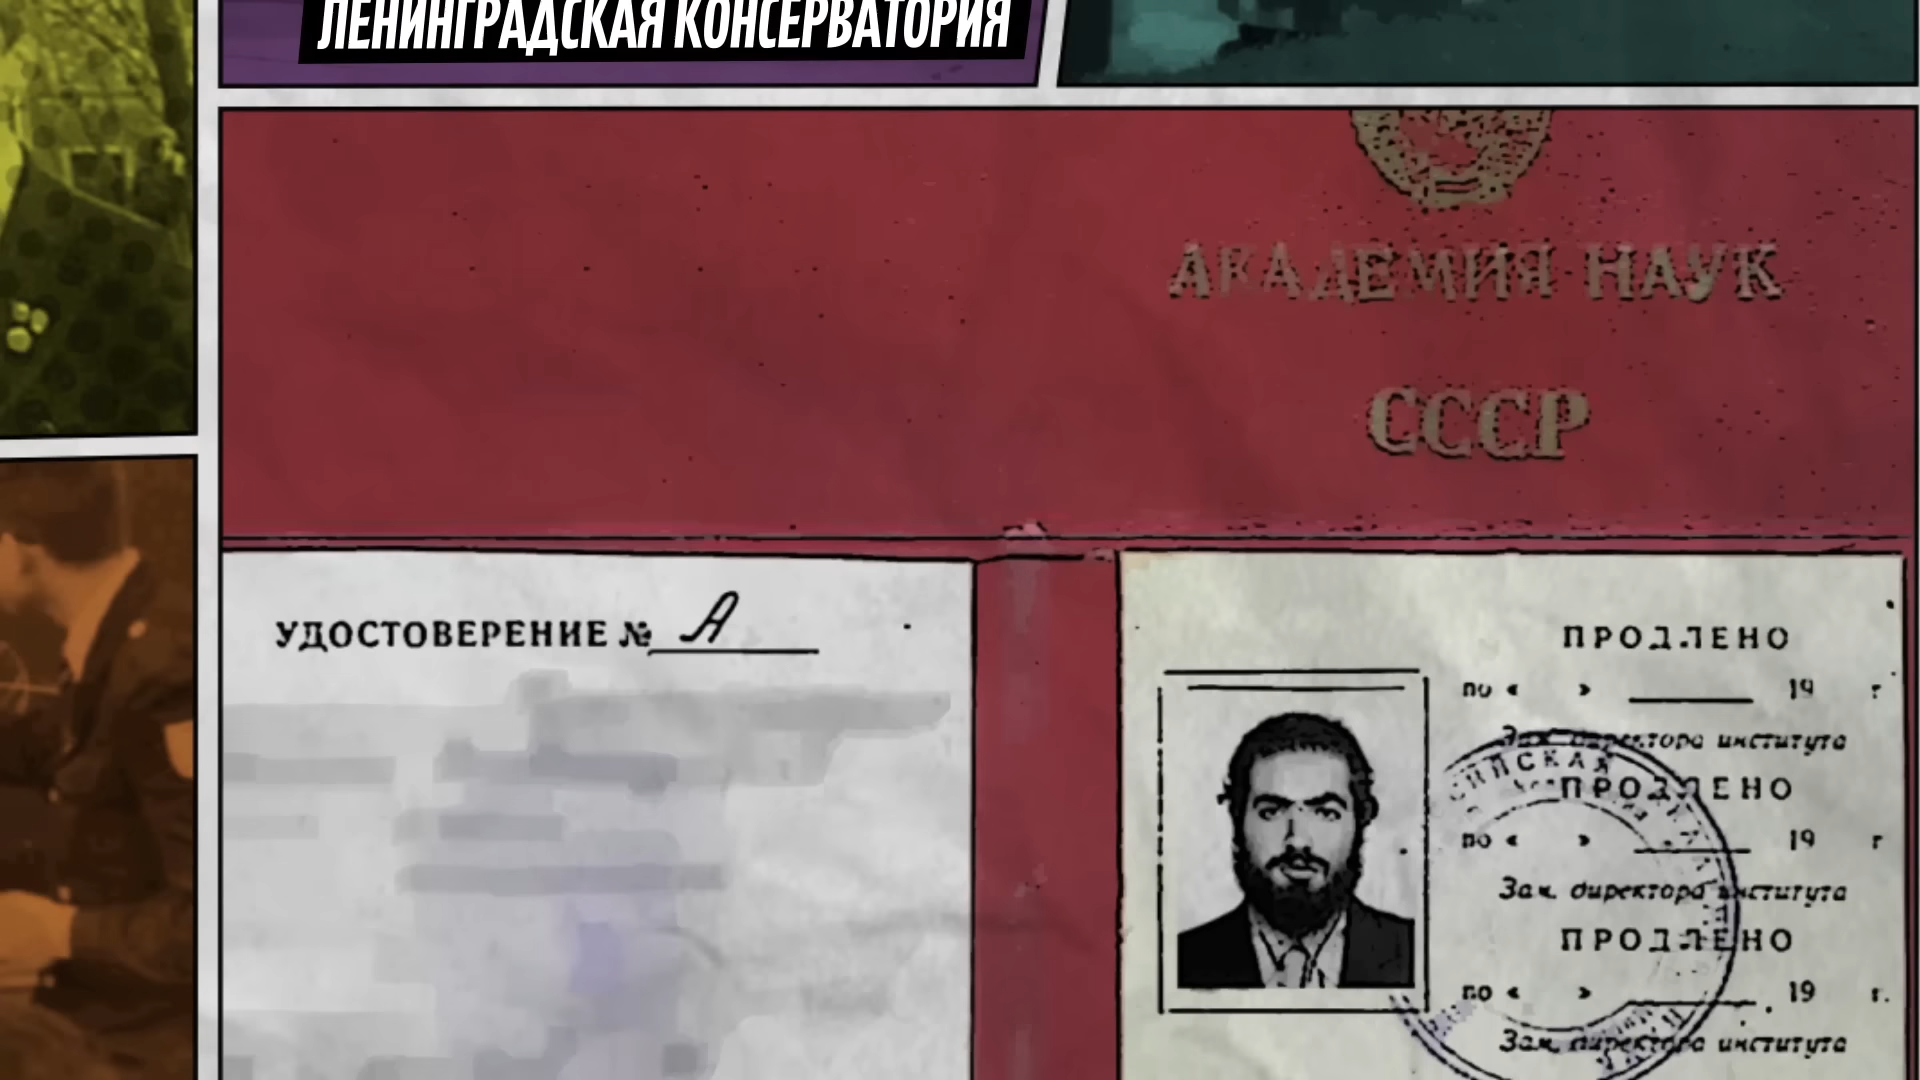 ЛЕНИНГРАДСКАЯ КОНСЕРВАТОРИЯ
АКАДЕМИЯ НАУК
СССР
УДОСТОВЕРЕНИЕ № А
ПРОДЛЕНО
по « » 19 г
Зам. директора института
ПРОДЛЕНО
по « » 19 г
Зам. директора института
ПРОДЛЕНО
по « » 19 г.
Зам. директора института